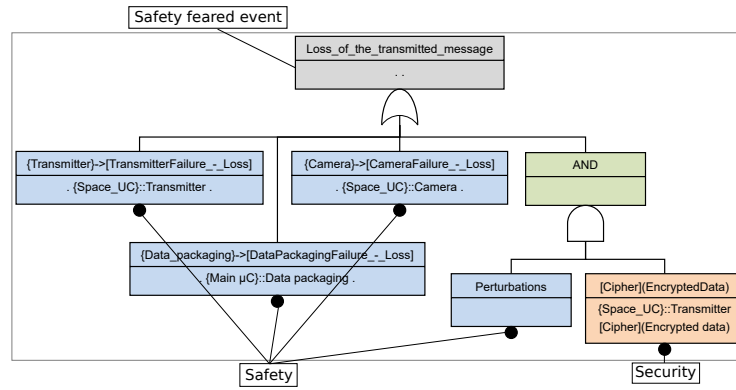 Safety feared event
Loss_of_the_transmitted_message
. .
{Transmitter}->[TransmitterFailure_-_Loss]
. {Space_UC}::Transmitter .
{Camera}->[CameraFailure_-_Loss]
. {Space_UC}::Camera .
AND
{Data_packaging}->[DataPackagingFailure_-_Loss]
{Main µC}::Data packaging .
Perturbations
[Cipher](EncryptedData)
{Space_UC}::Transmitter
[Cipher](Encrypted data)
Safety
Security